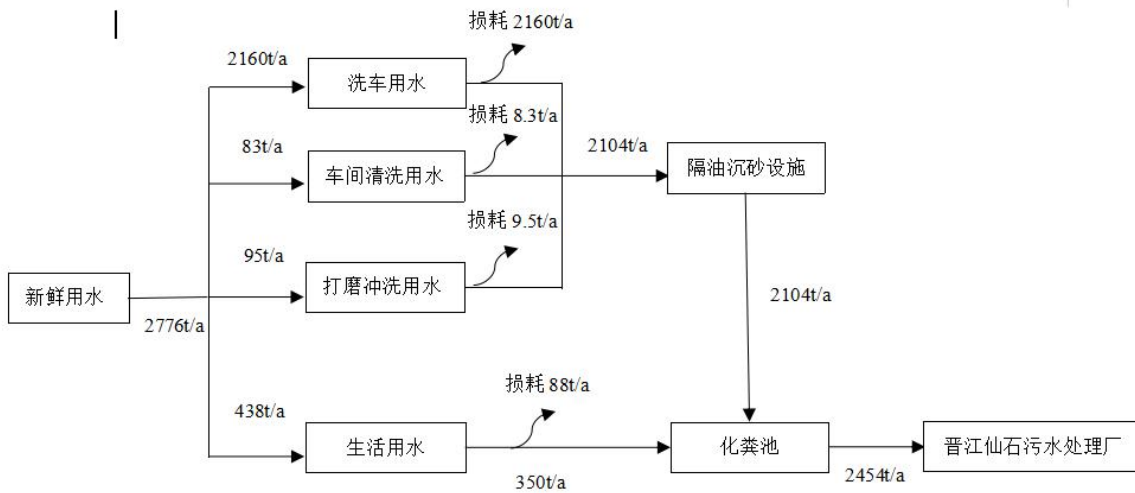 损耗 2160t/a
2160t/a
洗车用水
损耗 8.3t/a
83t/a
车间清洗用水
2104t/a
隔油沉砂设施
损耗 9.5t/a
95t/a
打磨冲洗用水
新鲜用水
2776t/a
2104t/a
损耗 88t/a
438t/a
生活用水
350t/a
化粪池
2454t/a
晋江仙石污水处理厂